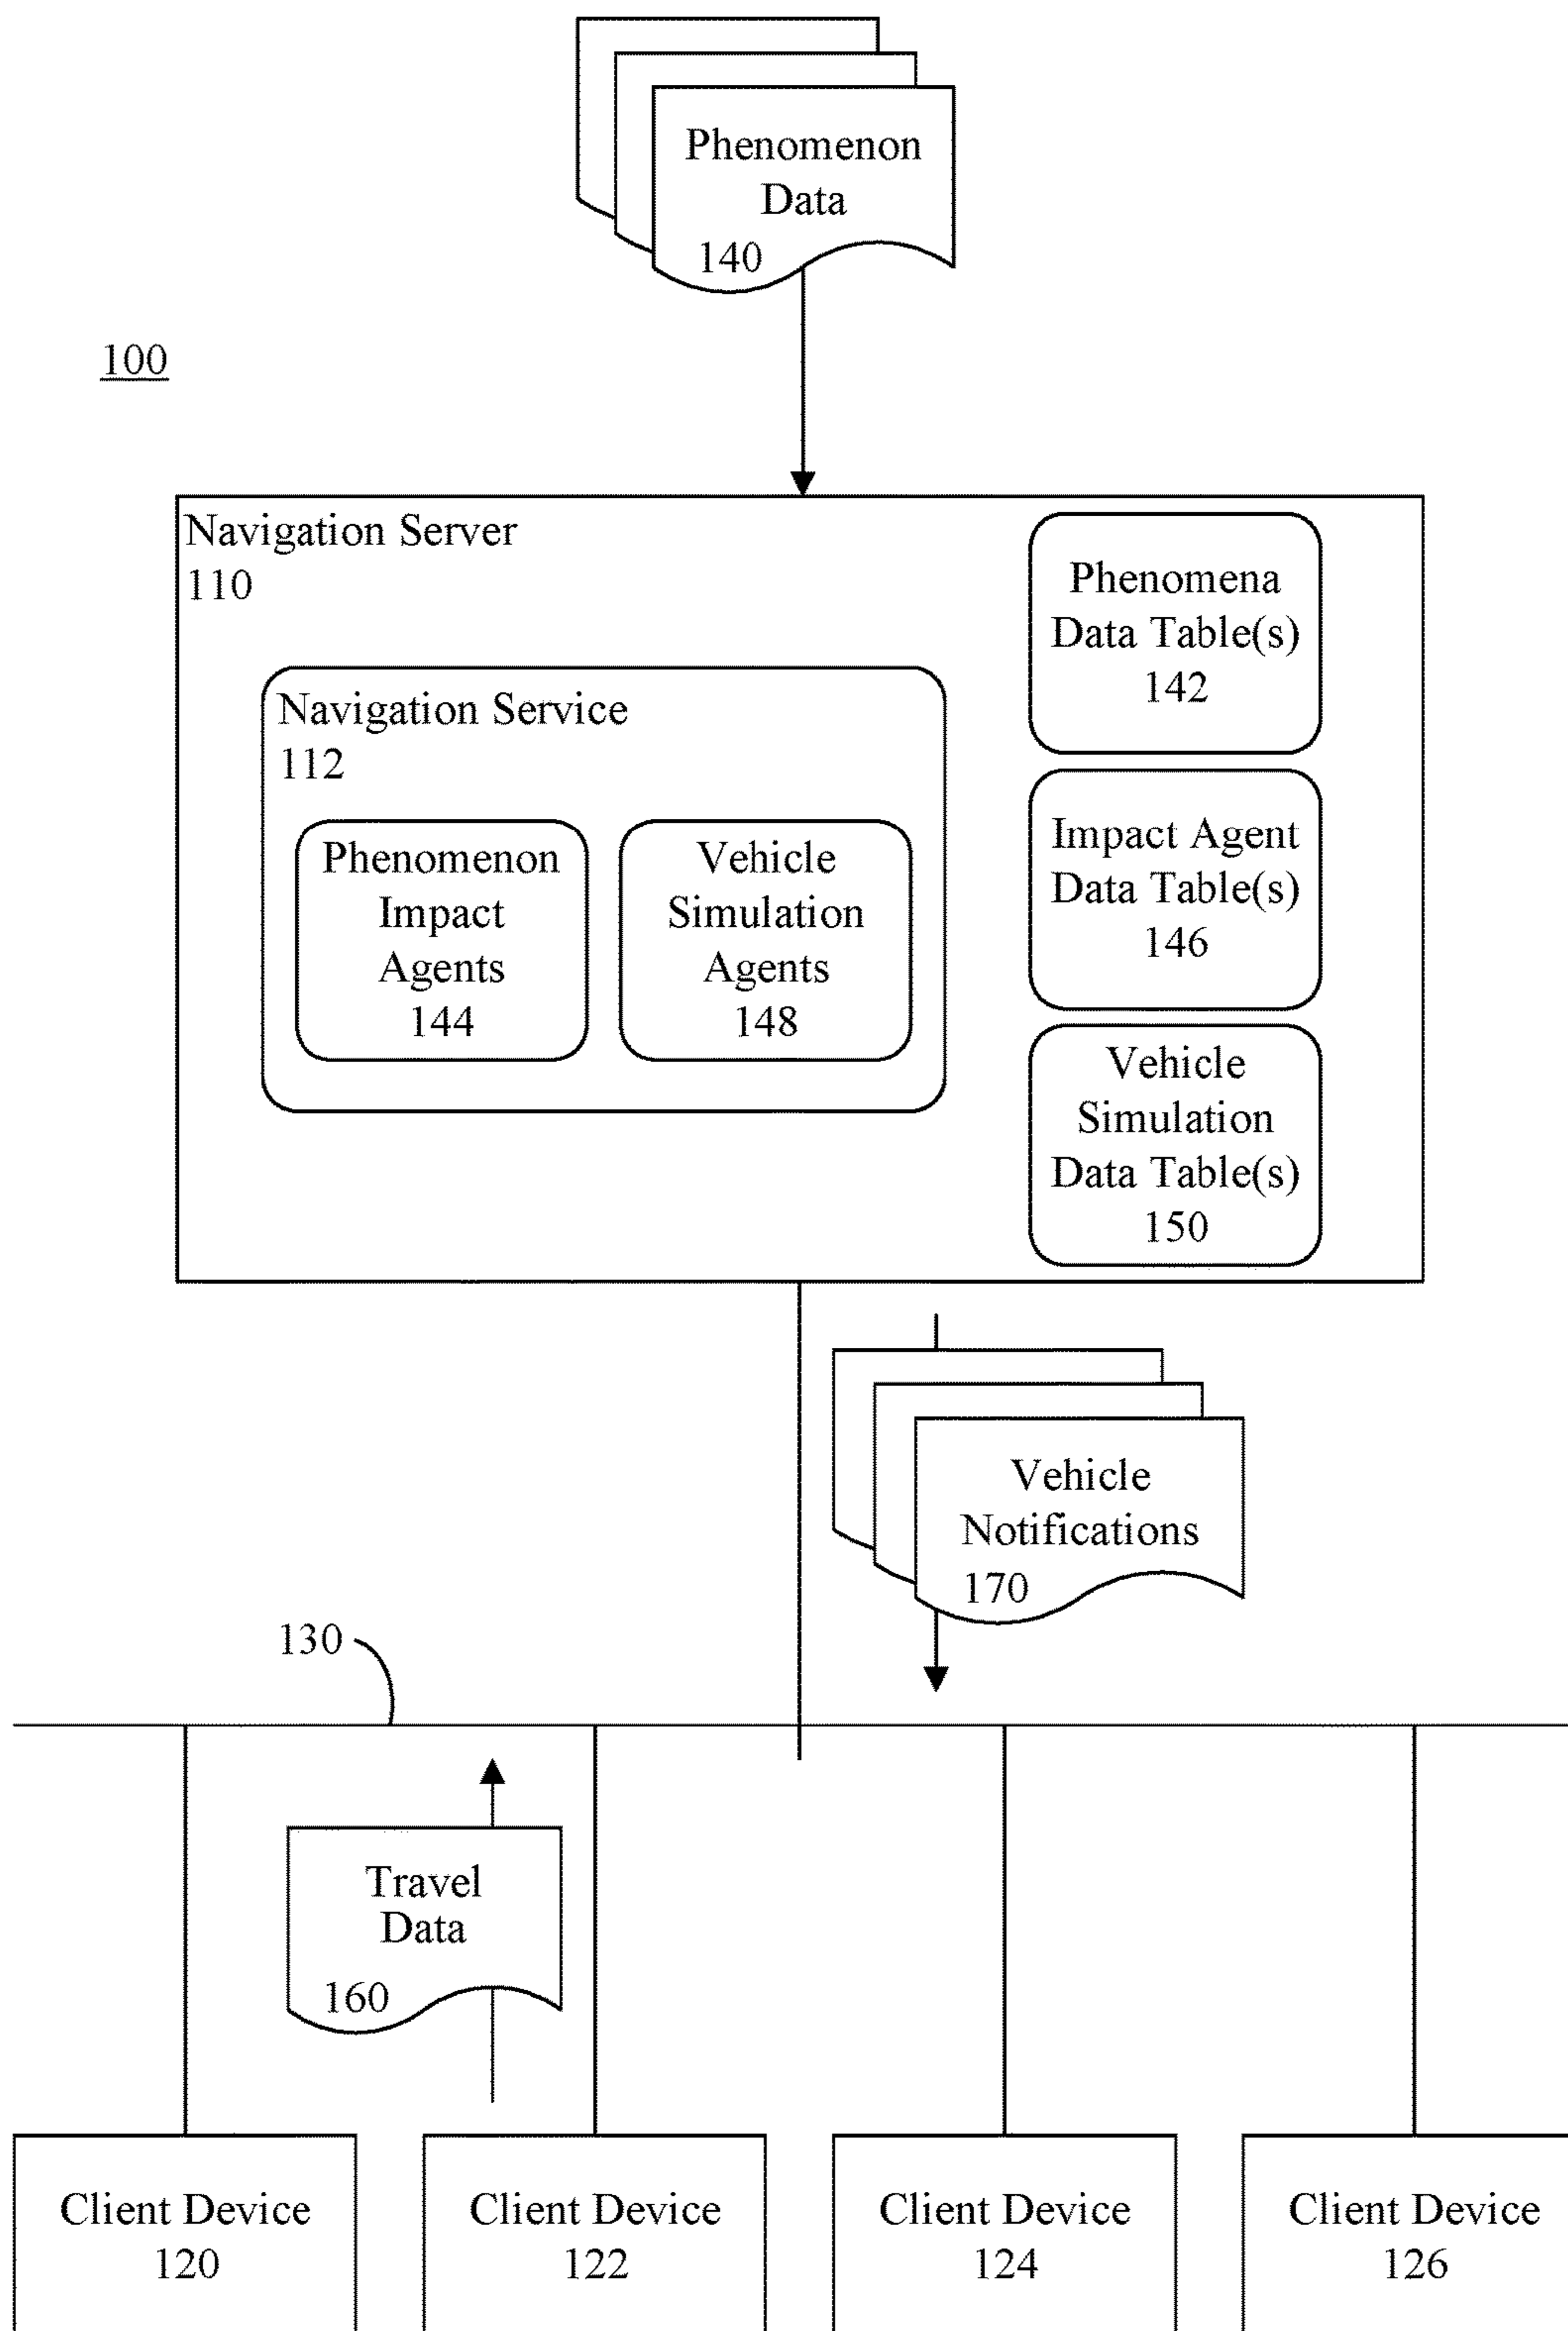 Phenomenon
Data
140
100
Navigation Server
110
Navigation Service
112
Phenomenon
Impact
Agents
144
Vehicle
Simulation
Agents
148
Phenomena
Data Table(s)
142
Impact Agent
Data Table(s)
146
Vehicle
Simulation
Data Table(s)
150
Vehicle
Notifications
170
130
Travel
Data
160
Client Device
120
Client Device
122
Client Device
124
Client Device
126